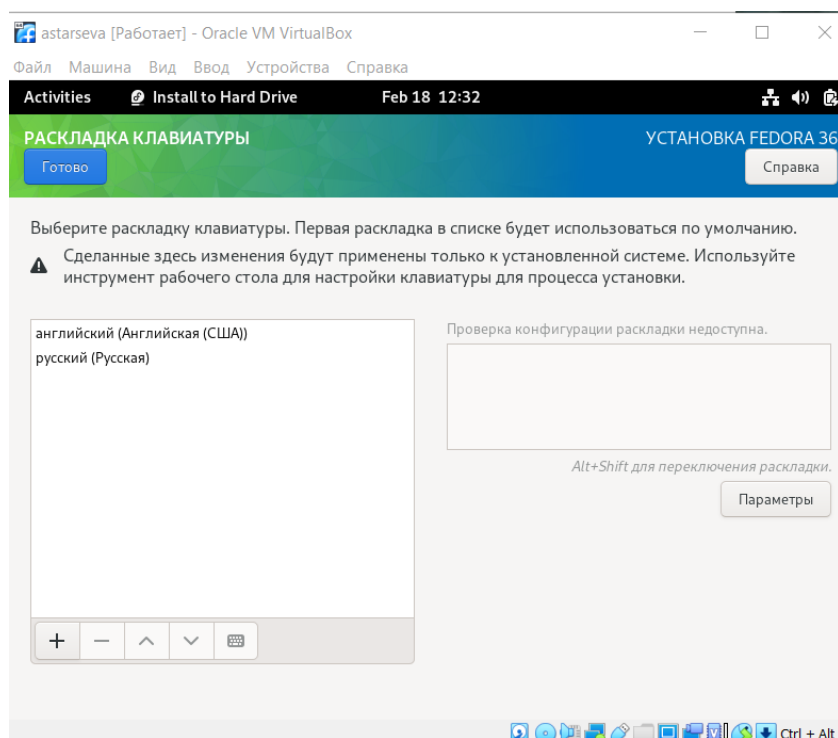 astarseva [Работает] - Oracle VM VirtualBox
Файл Машина Вид Ввод Устройства Справка
Activities Install to Hard Drive Feb 18 12:32
РАСКЛАДКА КЛАВИАТУРЫ УСТАНОВКА FEDORA 36
Готово Справка
Выберите раскладку клавиатуры. Первая раскладка в списке будет использоваться по умолчанию.
Сделанные здесь изменения будут применены только к установленной системе. Используйте
инструмент рабочего стола для настройки клавиатуры для процесса установки.
английский (Английская (США))
русский (Русская)
Проверка конфигурации раскладки недоступна.
Alt+Shift для переключения раскладки.
Параметры
Ctrl + Alt